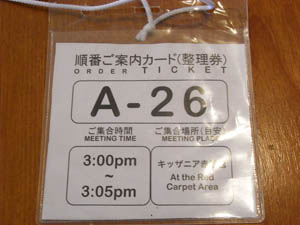 順番ご案内カード(整理券)
ORDER TICKET
A-26
ご集合時間 ご集合場所(目安)
MEETING TIME MEETING PLACE
3:00pm
~
3:05pm
キッザニア
At the Red
Carpet Area